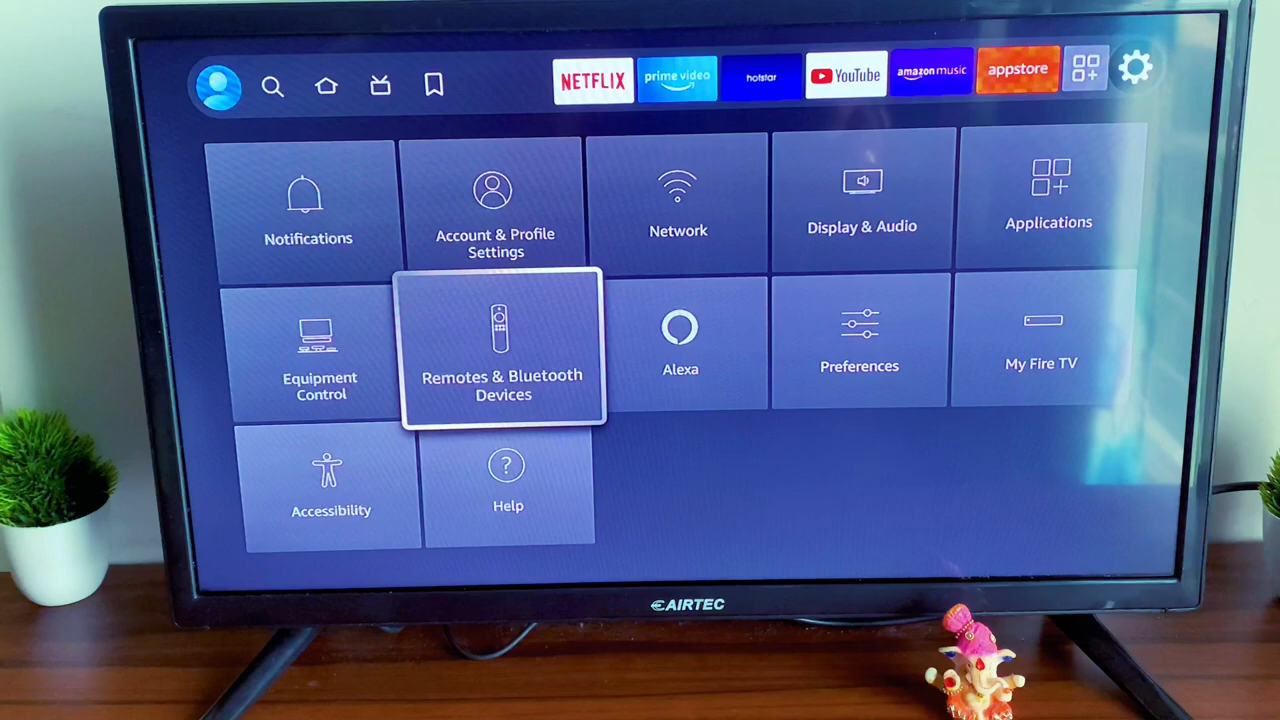 NETFLIX
prime video
hotstar
YouTube
amazon music
appstore
Notifications
Account & Profile
Settings
Network
Display & Audio
Applications
Equipment
Control
Remotes & Bluetooth
Devices
Alexa
Preferences
My Fire TV
Accessibility
?
Help
AIRTEC